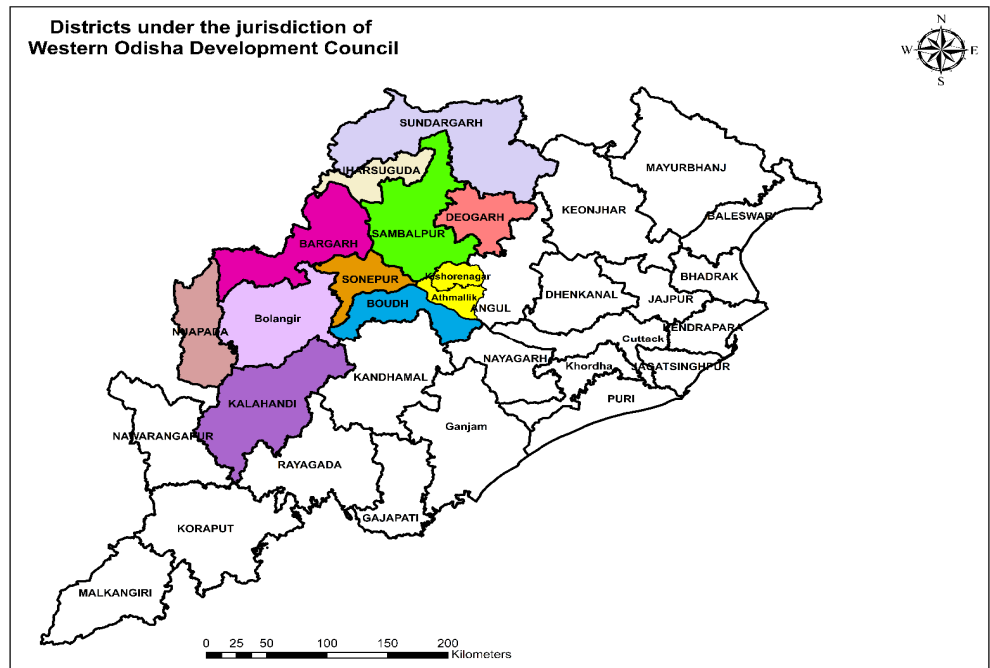 Districts under the jurisdiction of
Western Odisha Development Council
N
W E
S
SUNDARGARH
JHARSUGUDA
MAYURBHANJ
KEONJHAR
DEOGARH
BALESWAR
SAMBALPUR
BARGARH
Kishorenagar
BHADRAK
SONEPUR
Athmallik
DHENKANAL
JAJPUR
BOUDH
ANGUL
Bolangir
KENDRAPARA
NUAPADA
Cuttack
NAYAGARH
Khordha
JAGATSINGHPUR
KANDHAMAL
PURI
KALAHANDI
Ganjam
NAWARANGAPUR
RAYAGADA
GAJAPATI
KORAPUT
MALKANGIRI
0 25 50 100 150 200
Kilometers